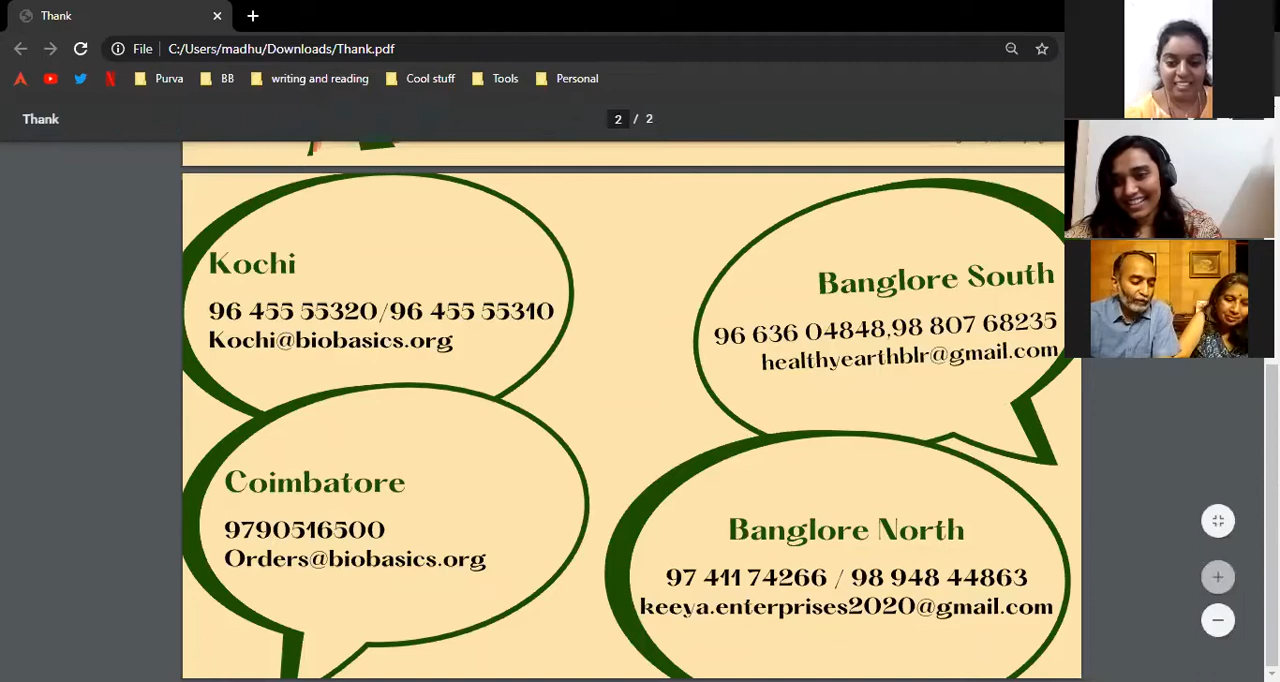 Thank
File
C:/Users/madhu/Downloads/Thank.pdf
Purva
BB
writing and reading
Cool stuff
Tools
Personal
Thank
2 / 2
Kochi
96 455 55320/96 455 55310
Kochi@biobasics.org
Banglore South
96 636 04848,98 807 68235
healthyearthblr@gmail.com
Coimbatore
9790516500
Orders@biobasics.org
Banglore North
97 411 74266 / 98 948 44863
keeya.enterprises2020@gmail.com